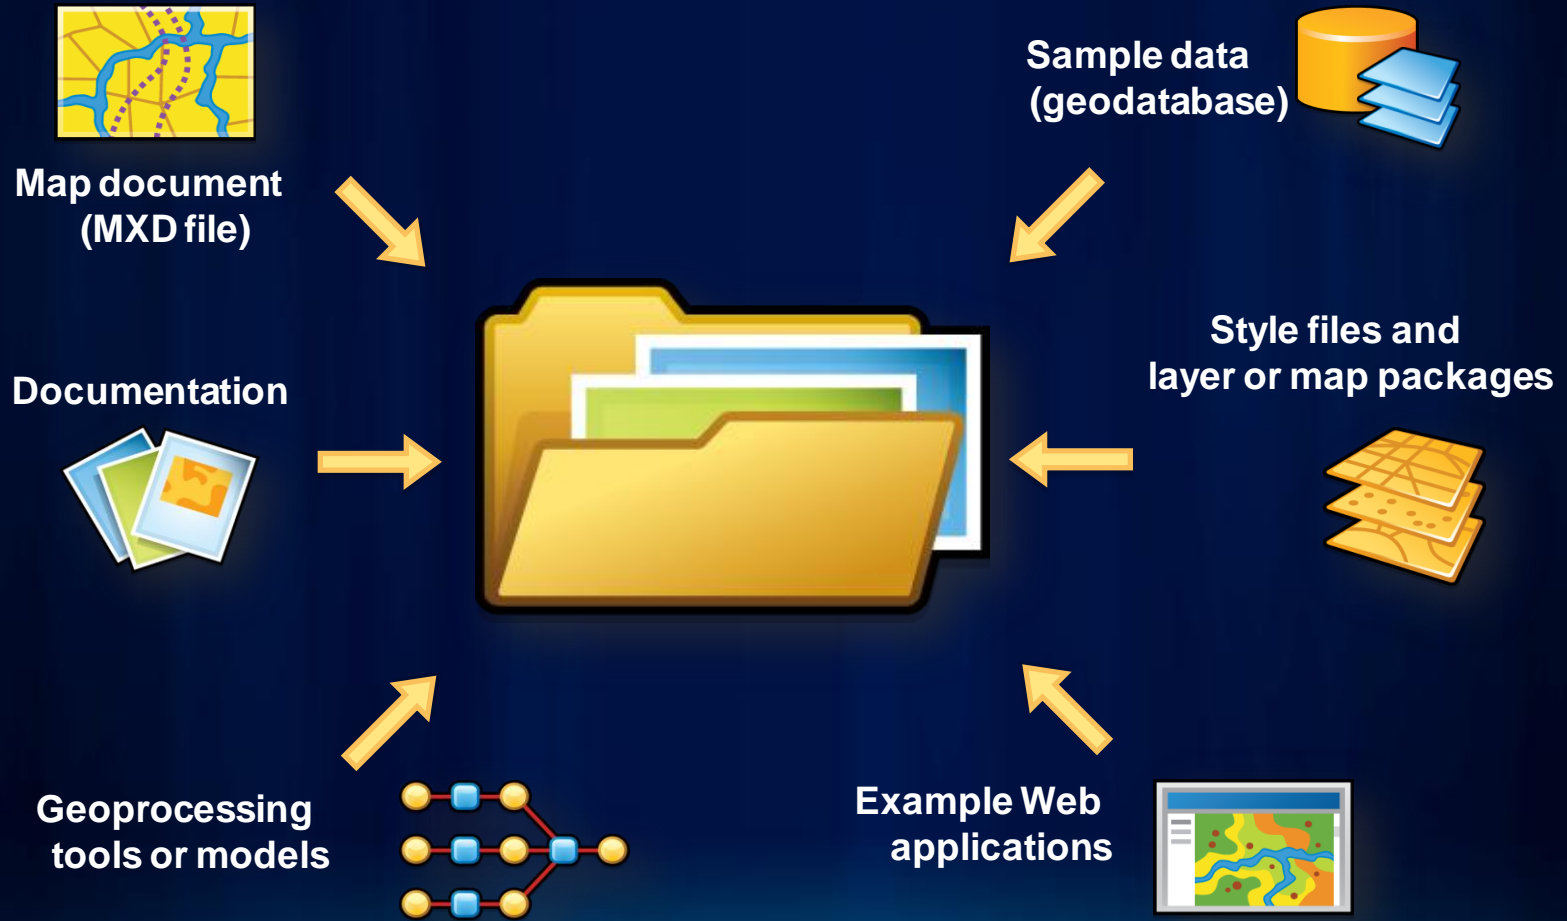 Map document
(MXD file)
Sample data
(geodatabase)
Documentation
Style files and
layer or map packages
Geoprocessing
tools or models
Example Web
applications